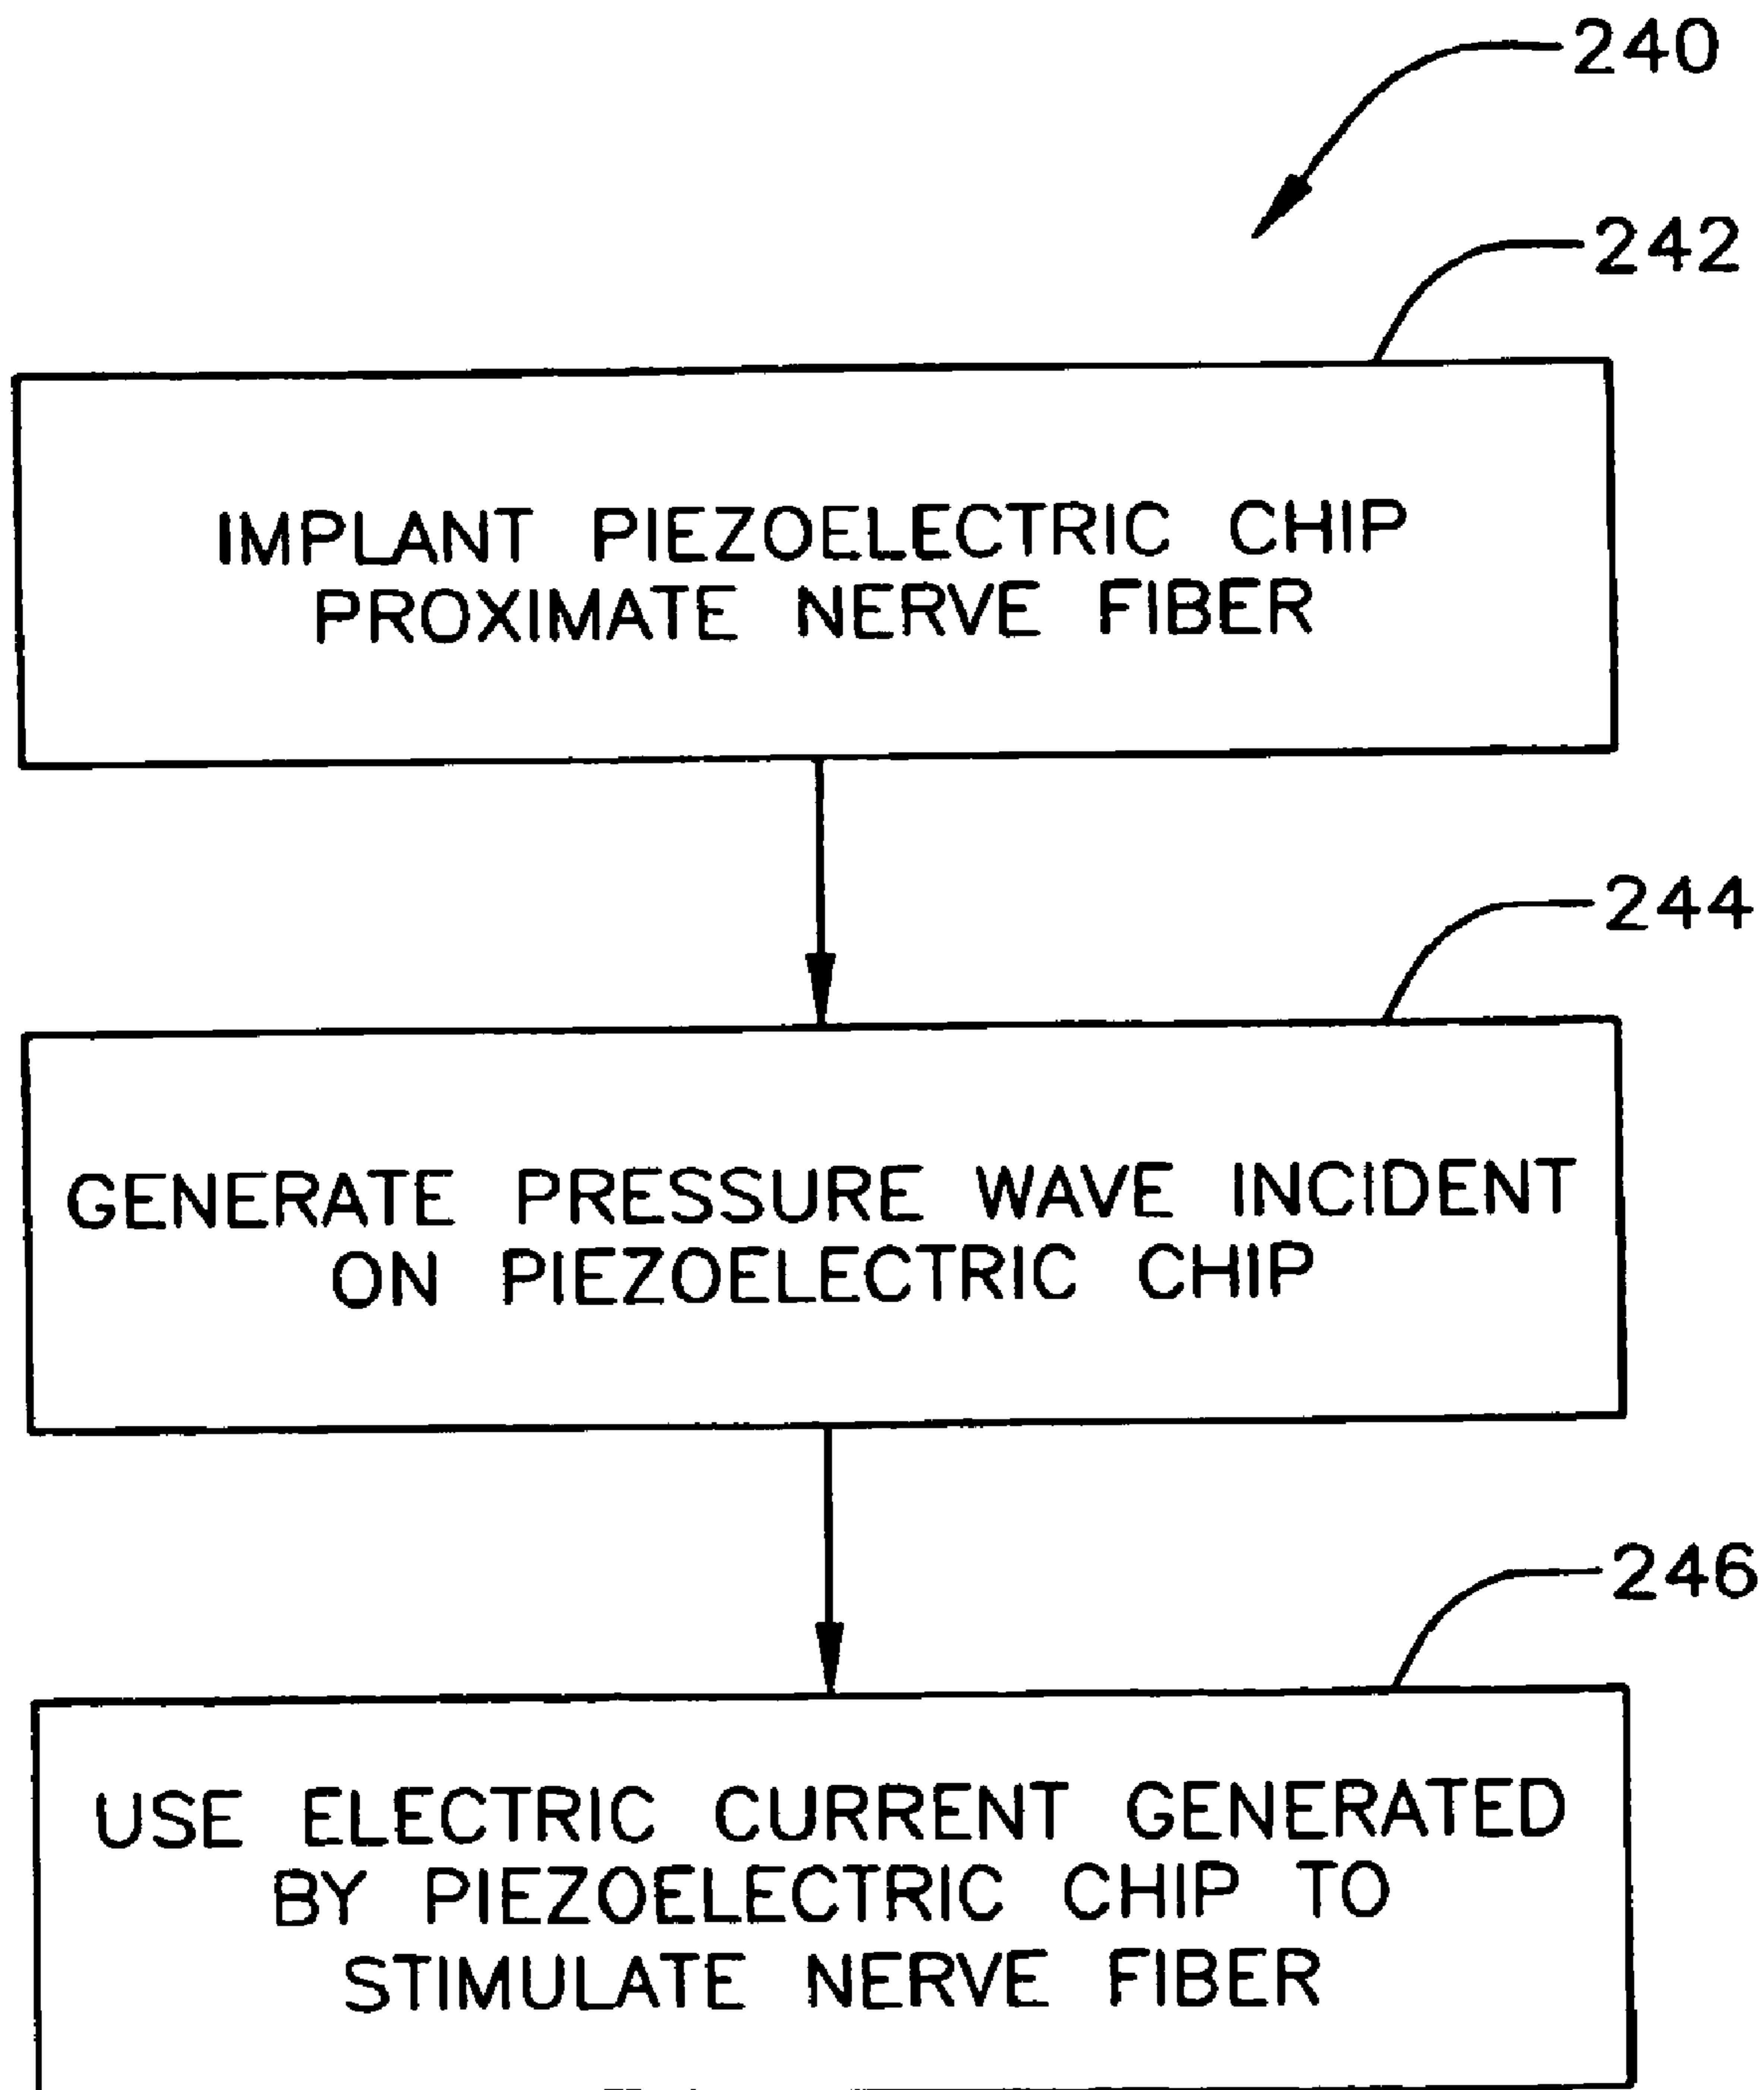 240
242
IMPLANT PIEZOELECTRIC CHIP
PROXIMATE NERVE FIBER
244
GENERATE PRESSURE WAVE INCIDENT
ON PIEZOELECTRIC CHIP
246
USE ELECTRIC CURRENT GENERATED
BY PIEZOELECTRIC CHIP TO
STIMULATE NERVE FIBER